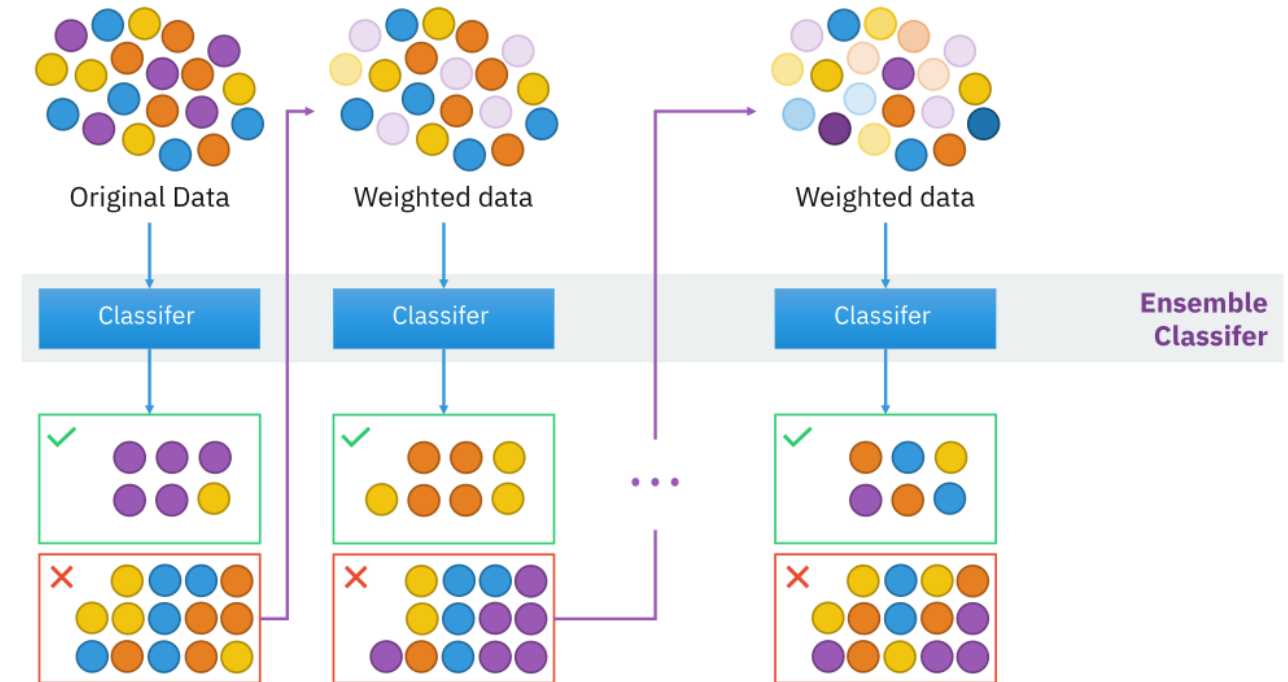 Original Data
Weighted data
Weighted data
Classifer
Classifer
Classifer
Ensemble
Classifer
...